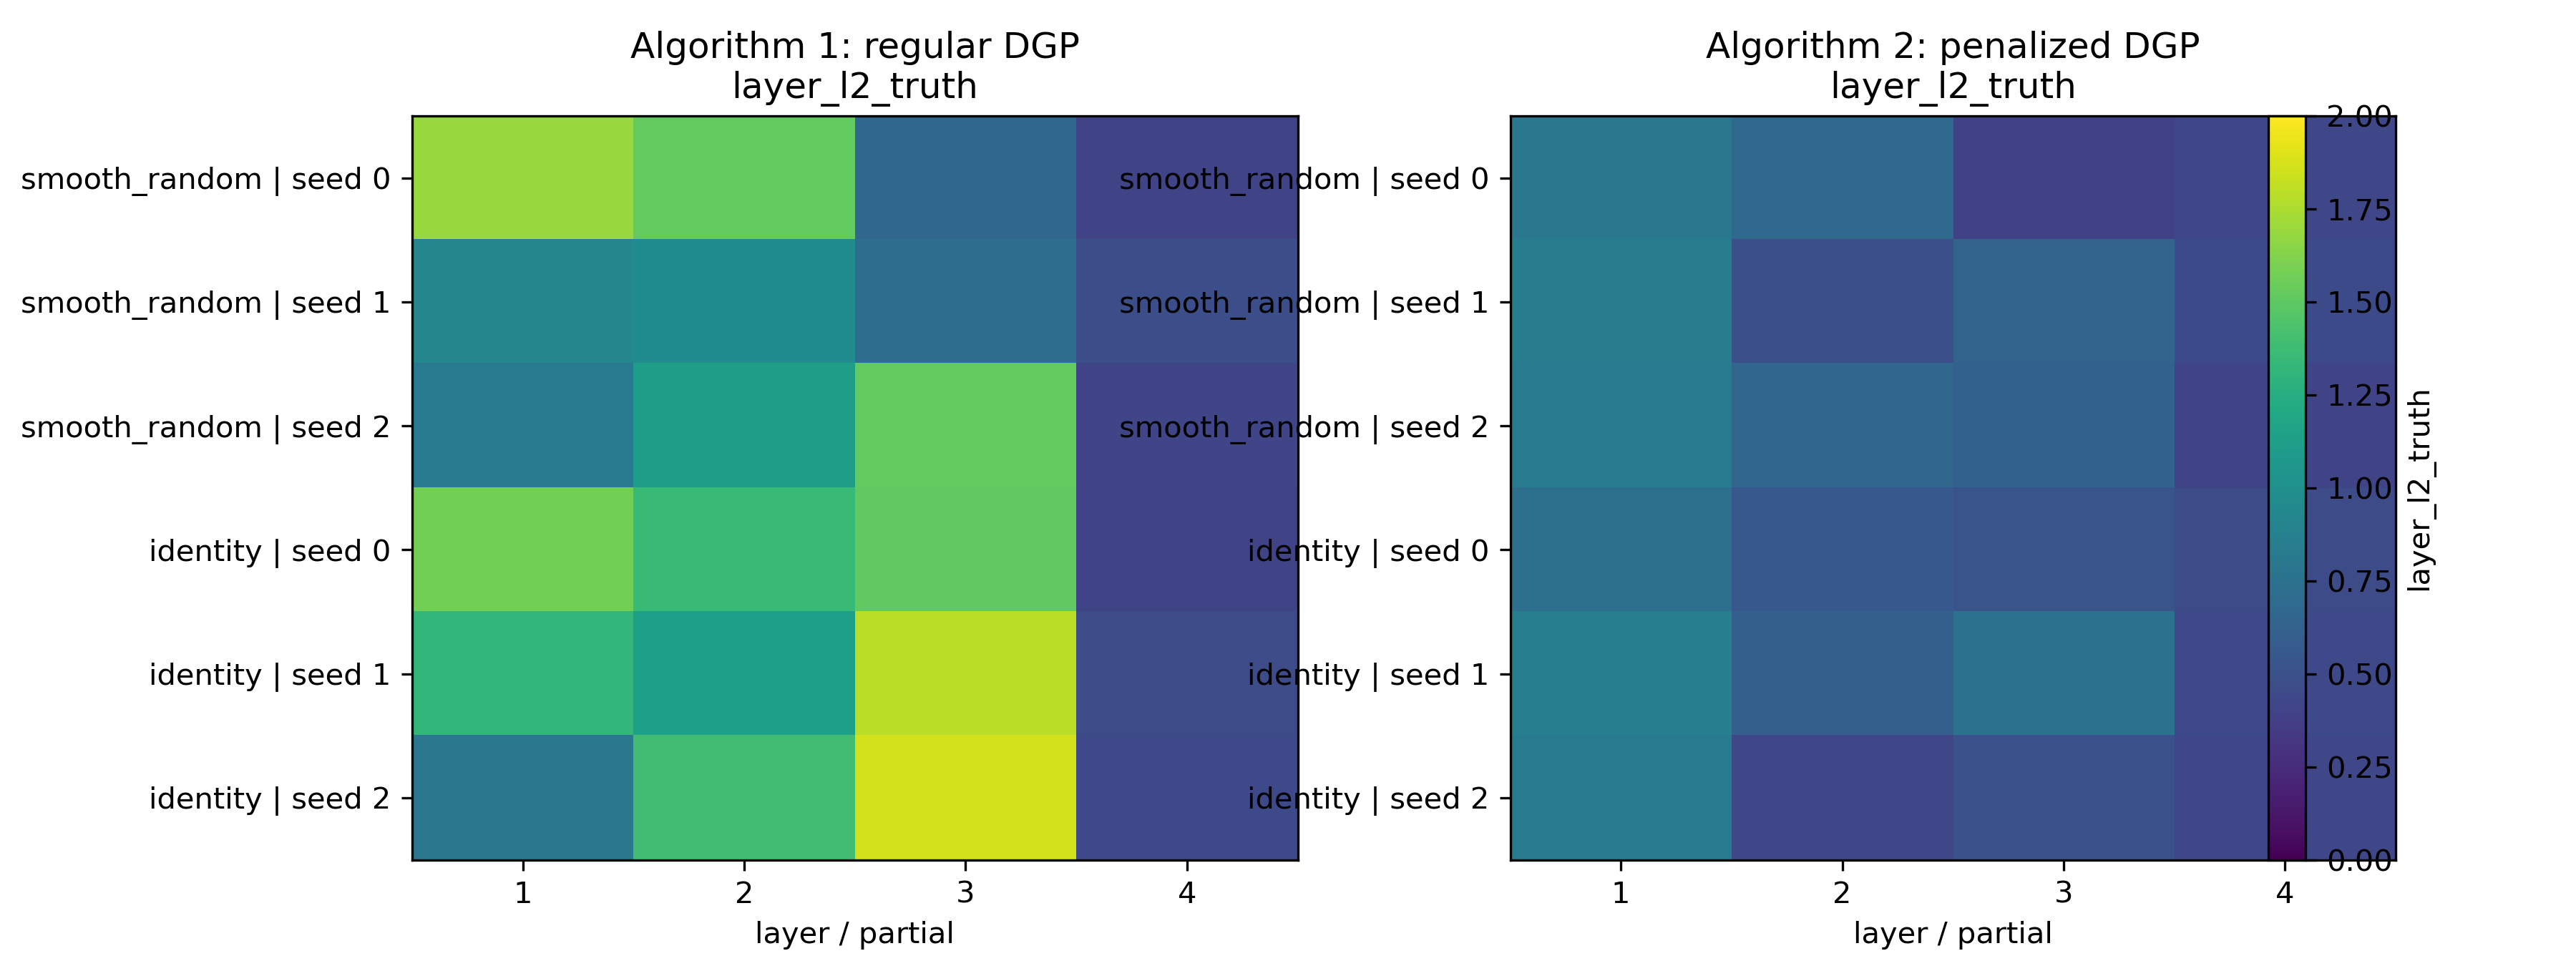 Algorithm 1: regular DGP
layer_l2_truth
smooth_random | seed 0
smooth_random | seed 1
smooth_random | seed 2
identity | seed 0
identity | seed 1
identity | seed 2
1 2 3 4
layer / partial
Algorithm 2: penalized DGP
layer_l2_truth
smooth_random | seed 0
smooth_random | seed 1
smooth_random | seed 2
identity | seed 0
identity | seed 1
identity | seed 2
1 2 3 4
layer / partial
2.00
1.75
1.50
1.25
1.00
0.75
0.50
0.25
0.00
layer_l2_truth